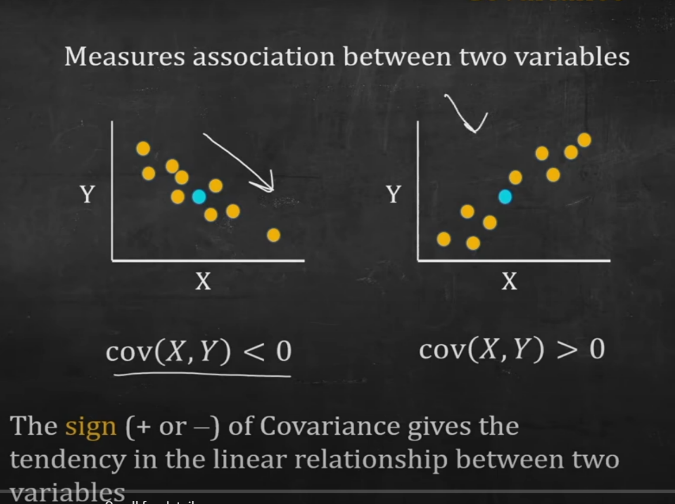 Measures association between two variables
Y
X
Y
X
cov(X, Y) < 0
cov(X, Y) > 0
The sign (+ or −) of Covariance gives the
tendency in the linear relationship between two
variables